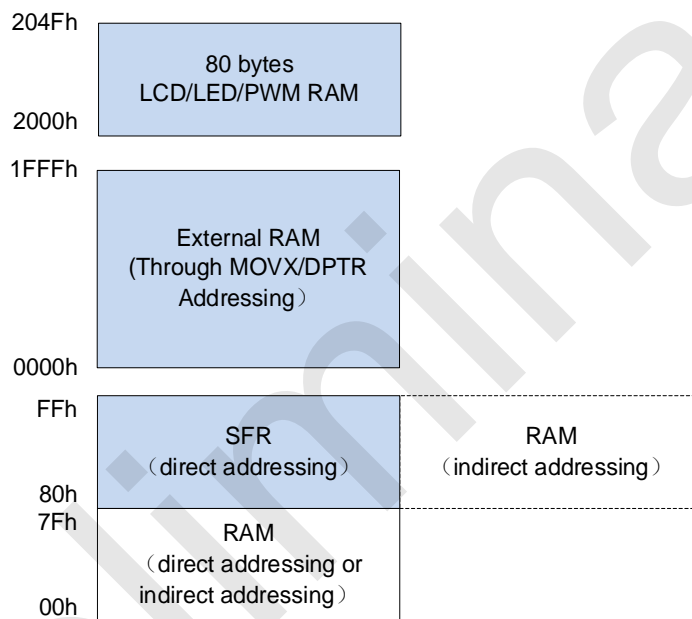 204Fh
80 bytes
LCD/LED/PWM RAM
2000h
1FFFh
External RAM
(Through MOVX/DPTR
Addressing）
0000h
FFh
SFR
（direct addressing）
RAM
（indirect addressing）
80h
7Fh
RAM
（direct addressing or
indirect addressing）
00h